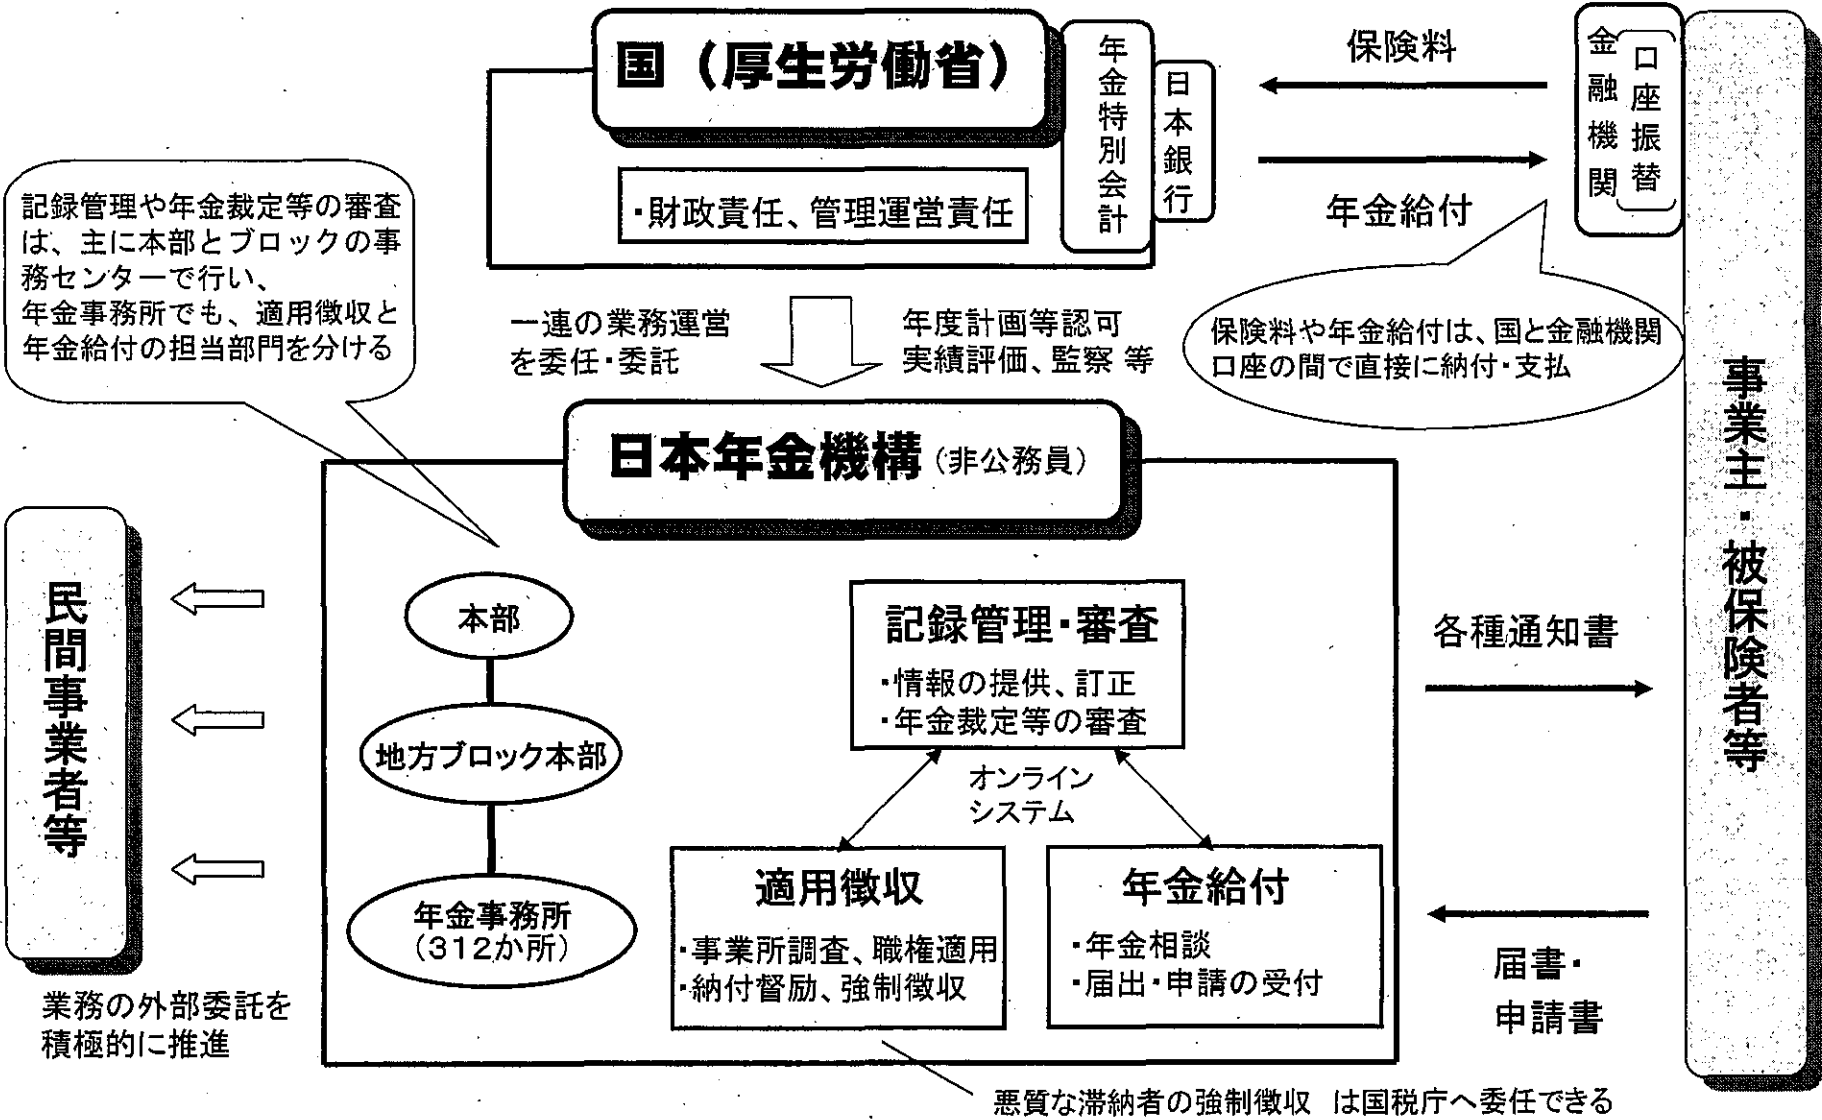 国（厚生労働省）
年金特別会計
日本銀行
・財政責任、管理運営責任
保険料
年金給付
金融機関
口座振替
事業主・被保険者等
記録管理や年金裁定等の審査
は、主に本部とブロックの事
務センターで行い、
年金事務所でも、適用徴収と
年金給付の担当部門を分ける
一連の業務運営
を委任・委託
年度計画等認可
実績評価、監察 等
保険料や年金給付は、国と金融機関
口座の間で直接に納付・支払
日本年金機構（非公務員）
民間事業者等
業務の外部委託を
積極的に推進
本部
地方ブロック本部
年金事務所
（312か所）
記録管理・審査
・情報の提供、訂正
・年金裁定等の審査
オンライン
システム
適用徴収
・事業所調査、職権適用
・納付督励、強制徴収
年金給付
・年金相談
・届出・申請の受付
各種通知書
届書・
申請書
悪質な滞納者の強制徴収　は国税庁へ委任できる